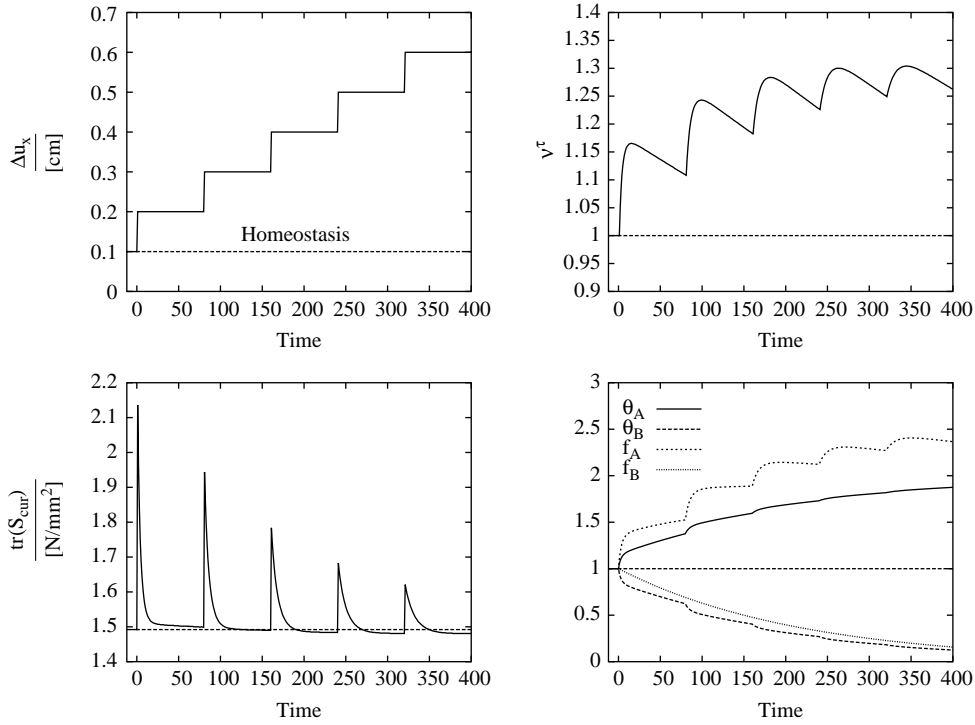 0.7
0.6
0.5
0.4
0.3
0.2
0.1
0
Δu_x
[cm]
Homeostasis
0 50 100 150 200 250 300 350 400
Time
1.4
1.35
1.3
1.25
1.2
1.15
1.1
1.05
1
0.95
0.9
ν^τ
0 50 100 150 200 250 300 350 400
Time
2.2
2.1
2
1.9
1.8
1.7
1.6
1.5
1.4
tr(S_cur)
[N/mm²]
0 50 100 150 200 250 300 350 400
Time
3
2.5
2
1.5
1
0.5
0
θ_A
θ_B
f_A
f_B
0 50 100 150 200 250 300 350 400
Time